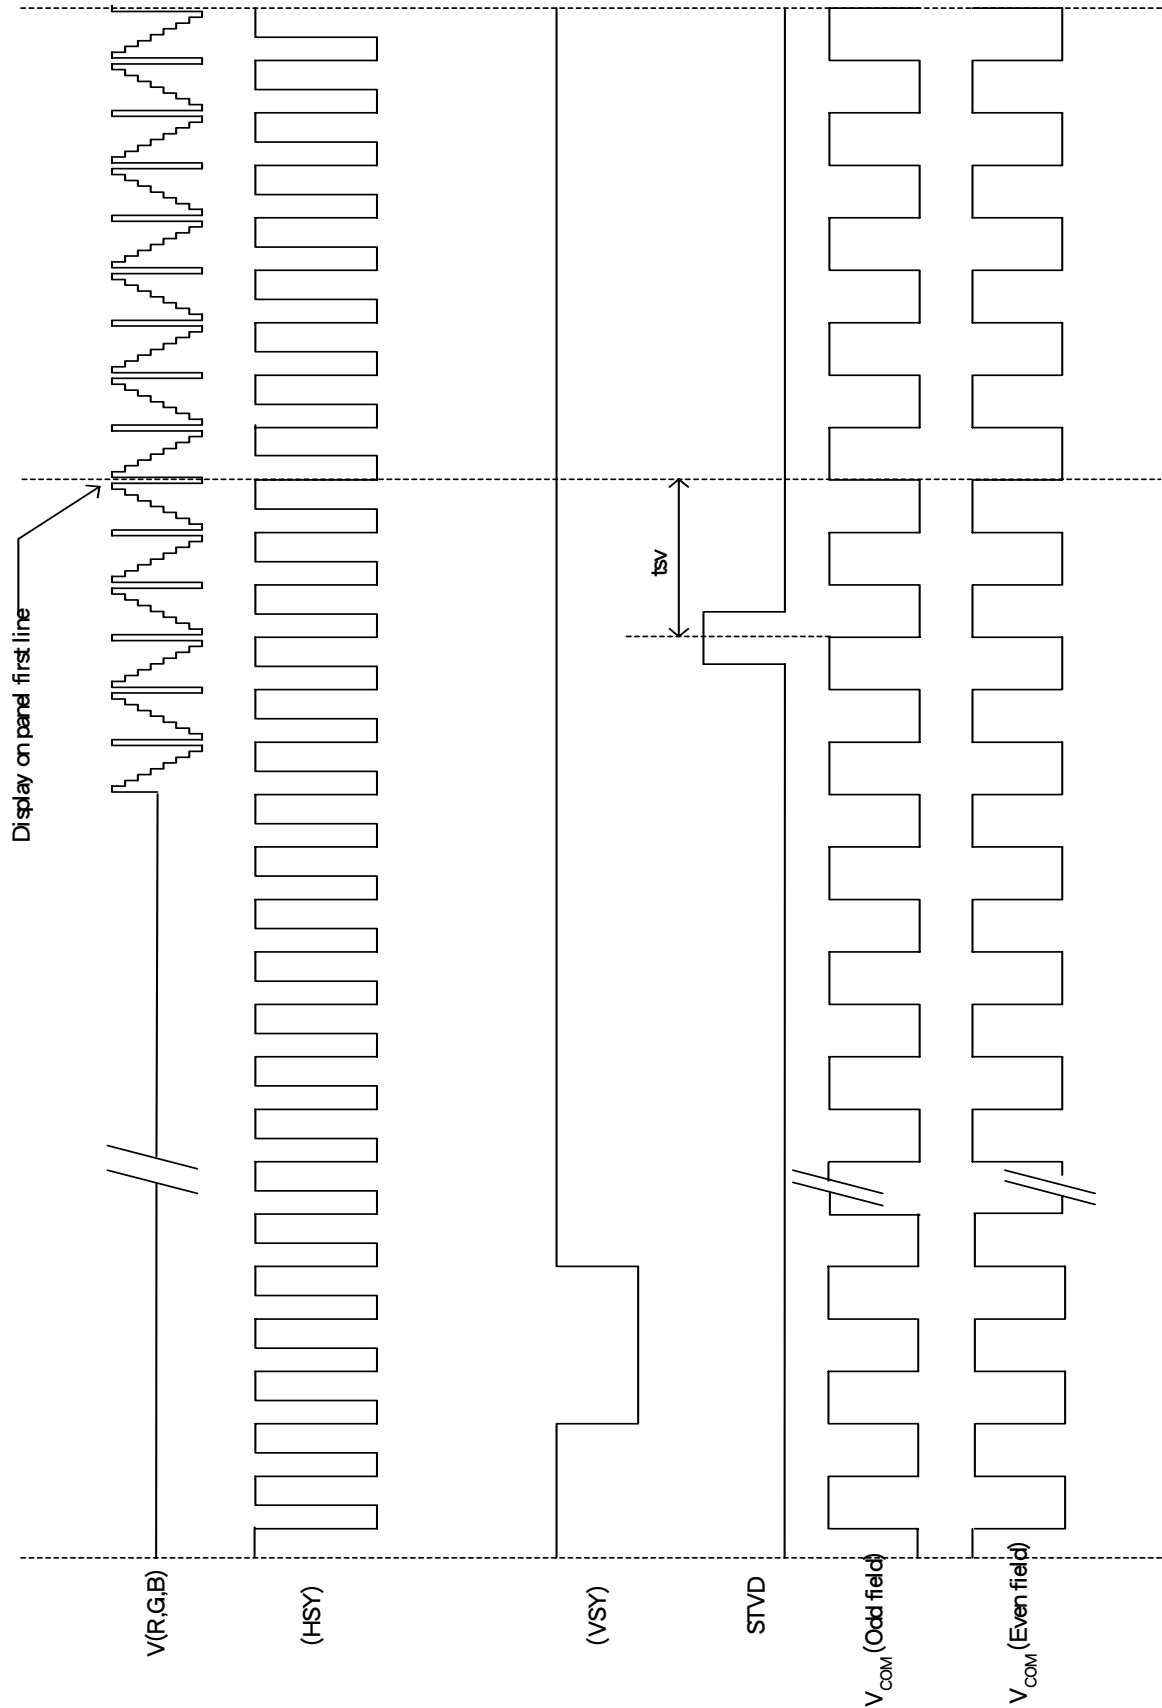 Display on panel first line
tsv
V(R,G,B)
(HSY)
(VSY)
STVD
VCOM (Odd field)
VCOM (Even field)